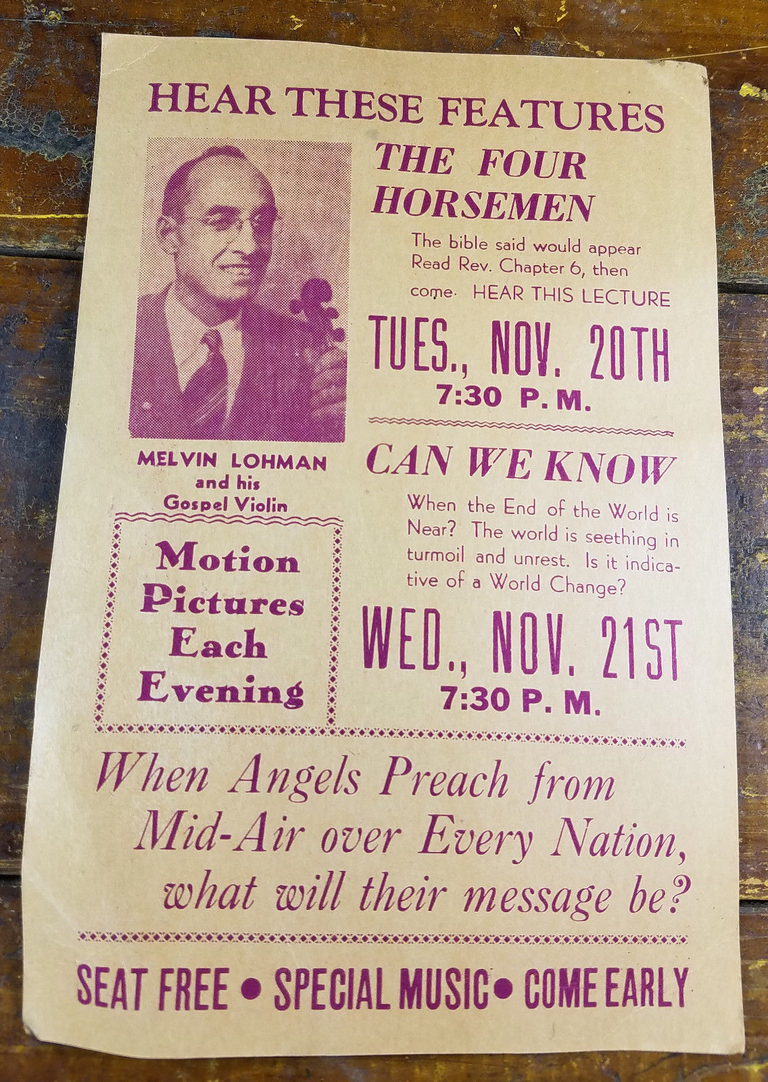 HEAR THESE FEATURES
THE FOUR
HORSEMEN
The bible said would appear
Read Rev. Chapter 6, then
come. HEAR THIS LECTURE
TUES., NOV. 20TH
7:30 P. M.
MELVIN LOHMAN
and his
Gospel Violin
CAN WE KNOW
When the End of the World is
Near? The world is seething in
turmoil and unrest. Is it indica-
tive of a World Change?
WED., NOV. 21ST
7:30 P. M.
Motion
Pictures
Each
Evening
When Angels Preach from
Mid-Air over Every Nation,
what will their message be?
SEAT FREE • SPECIAL MUSIC • COME EARLY